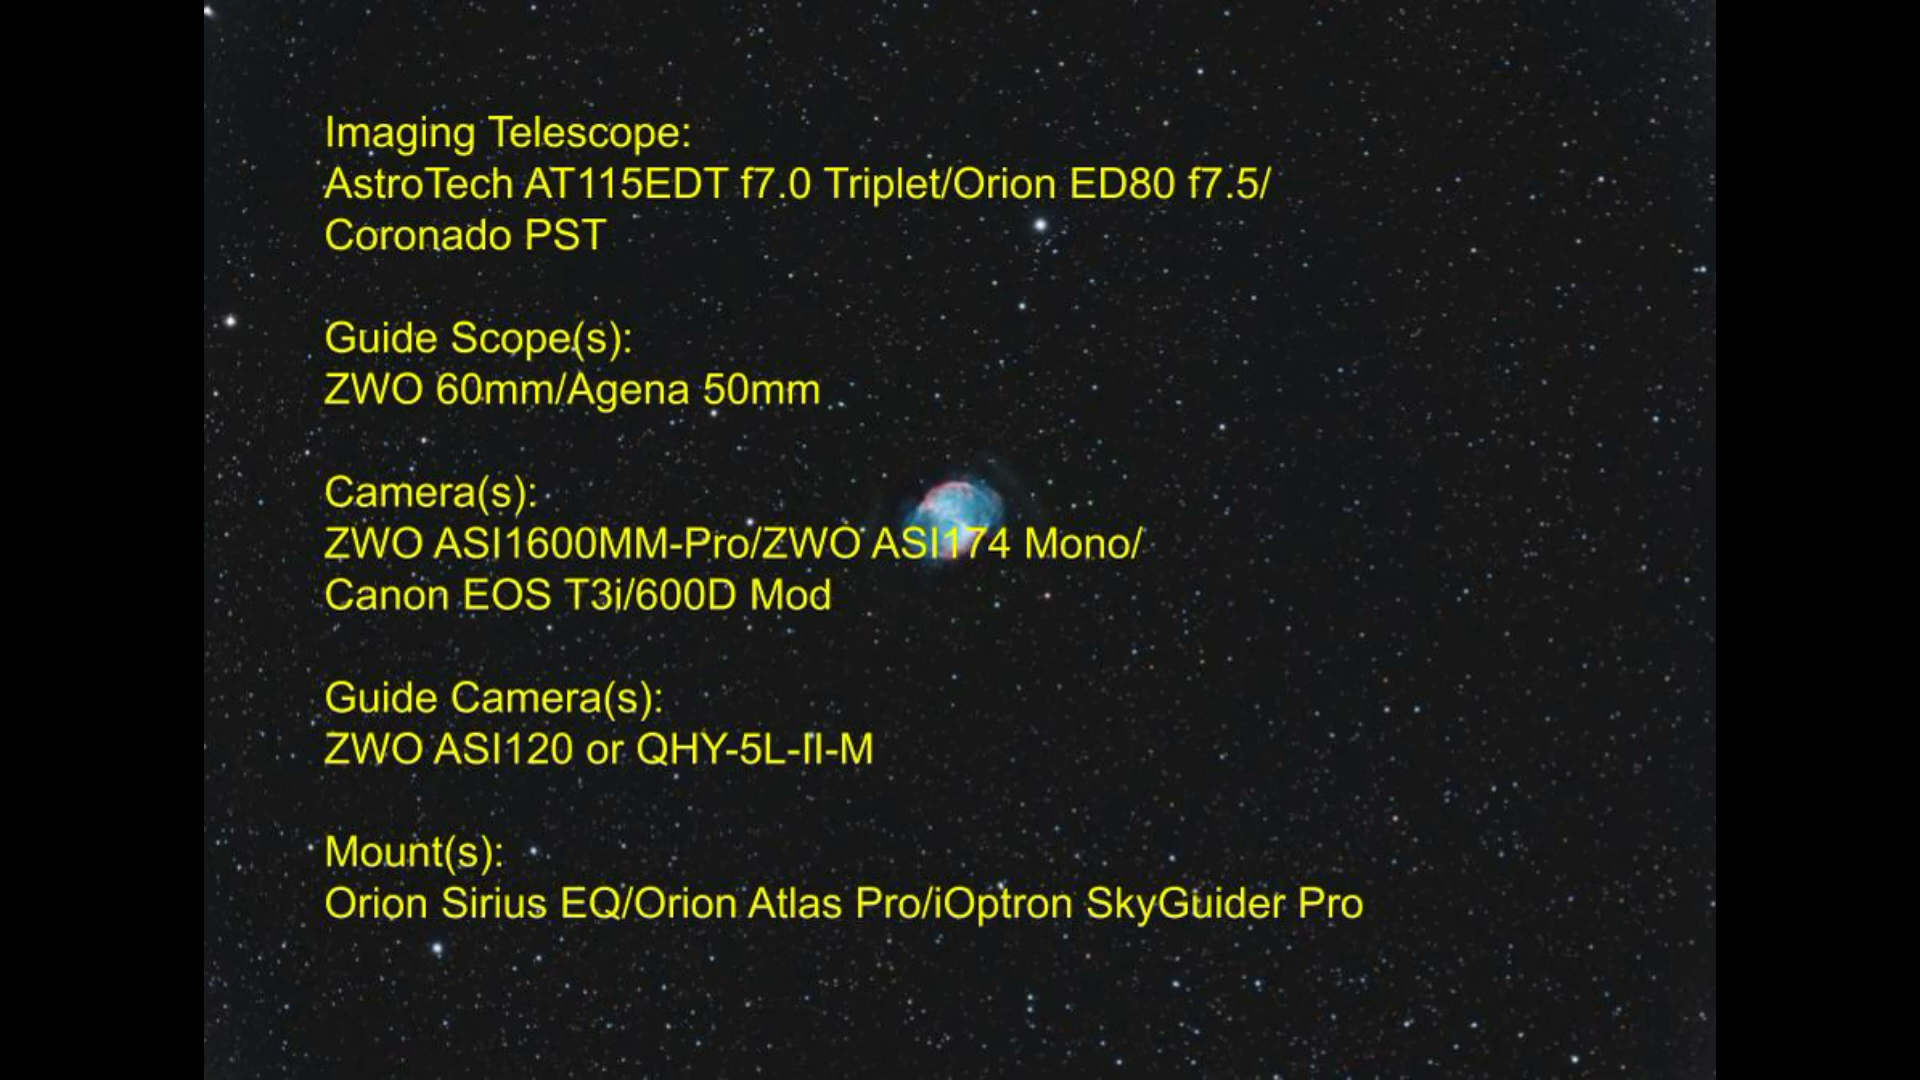 Imaging Telescope:
AstroTech AT115EDT f7.0 Triplet/Orion ED80 f7.5/
Coronado PST
Guide Scope(s):
ZWO 60mm/Agena 50mm
Camera(s):
ZWO ASI1600MM-Pro/ZWO ASI174 Mono/
Canon EOS T3i/600D Mod
Guide Camera(s):
ZWO ASI120 or QHY-5L-II-M
Mount(s):
Orion Sirius EQ/Orion Atlas Pro/iOptron SkyGuider Pro